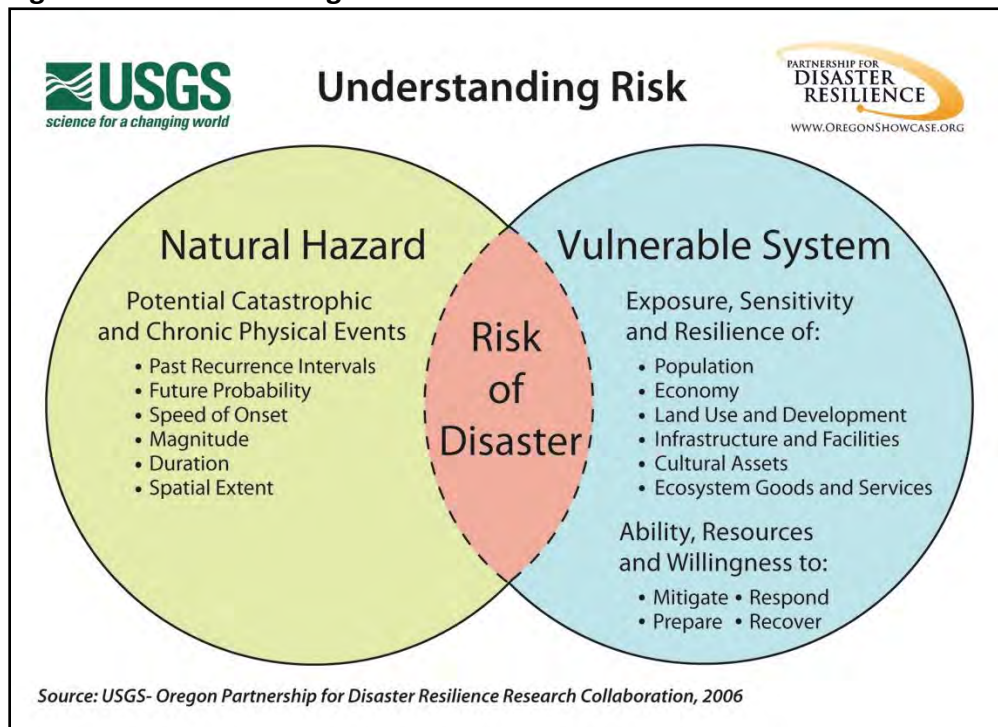 USGS
science for a changing world
Understanding Risk
PARTNERSHIP FOR
DISASTER
RESILIENCE
WWW.OREGONSHOWCASE.ORG
Natural Hazard
Potential Catastrophic
and Chronic Physical Events
• Past Recurrence Intervals
• Future Probability
• Speed of Onset
• Magnitude
• Duration
• Spatial Extent
Risk
of
Disaster
Vulnerable System
Exposure, Sensitivity
and Resilience of:
• Population
• Economy
• Land Use and Development
• Infrastructure and Facilities
• Cultural Assets
• Ecosystem Goods and Services
Ability, Resources
and Willingness to:
• Mitigate • Respond
• Prepare • Recover
Source: USGS- Oregon Partnership for Disaster Resilience Research Collaboration, 2006